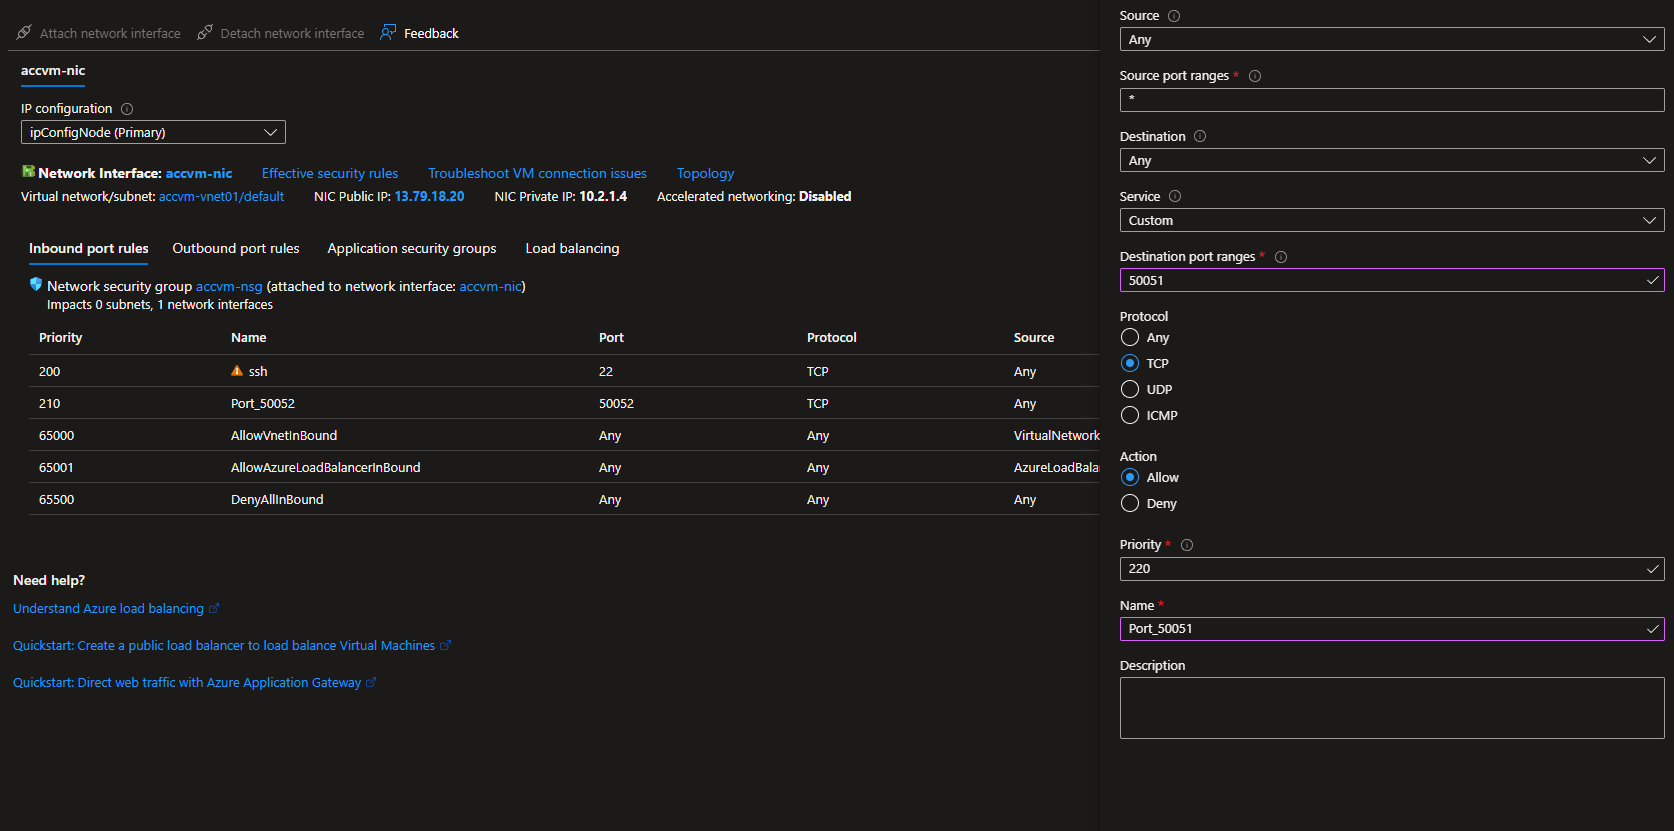 Attach network interface Detach network interface Feedback
accvm-nic
IP configuration
ipConfigNode (Primary)
Network Interface: accvm-nic Effective security rules Troubleshoot VM connection issues Topology
Virtual network/subnet: accvm-vnet01/default NIC Public IP: 13.79.18.20 NIC Private IP: 10.2.1.4 Accelerated networking: Disabled
Inbound port rules Outbound port rules Application security groups Load balancing
Network security group accvm-nsg (attached to network interface: accvm-nic)
Impacts 0 subnets, 1 network interfaces
Priority Name Port Protocol Source
200 ssh 22 TCP Any
210 Port_50052 50052 TCP Any
65000 AllowVnetInBound Any Any VirtualNetwork
65001 AllowAzureLoadBalancerInBound Any Any AzureLoadBala
65500 DenyAllInBound Any Any Any
Need help?
Understand Azure load balancing
Quickstart: Create a public load balancer to load balance Virtual Machines
Quickstart: Direct web traffic with Azure Application Gateway
Source
Any
Source port ranges *
*
Destination
Any
Service
Custom
Destination port ranges *
50051
Protocol
Any
TCP
UDP
ICMP
Action
Allow
Deny
Priority *
220
Name *
Port_50051
Description